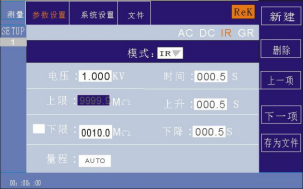 测量 参数设置 系统设置 文件 ReK 新建
SETUP AC DC IR GR
1
模式: IR
删除
电压: 1.000 KV 时间: 000.5 S
上一项
上限: 9999.9 MΩ 上升: 000.5 S
下限: 0010.0 MΩ 下降: 000.5 S
下一项
存为文件
量程: AUTO
00: 00: 00